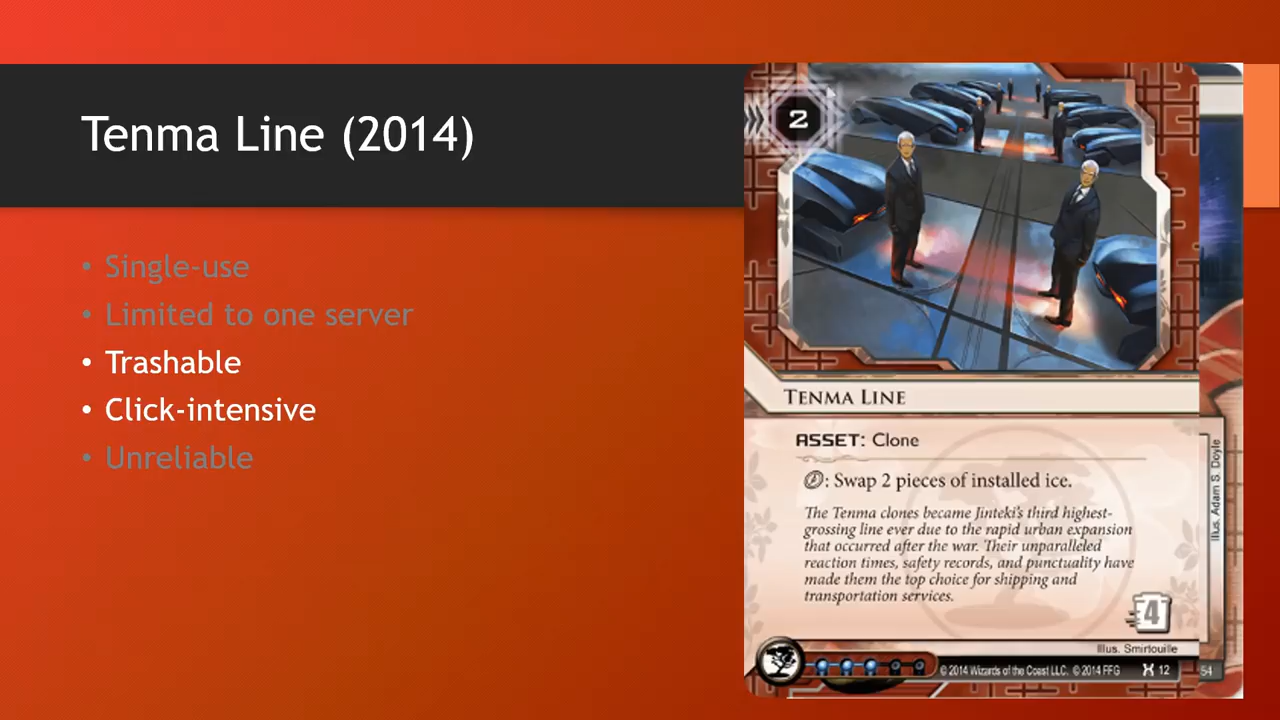 Tenma Line (2014)
• Single-use
• Limited to one server
• Trashable
• Click-intensive
• Unreliable
2
TENMA LINE
ASSET: Clone
: Swap 2 pieces of installed ice.
The Tenma clones became Jinteki's third highest-
grossing line ever due to the rapid urban expansion
that occurred after the war. Their unparalleled
reaction times, safety records, and punctuality have
made them the top choice for shipping and
transportation services.
4
Illus. Smirtouille
© 2014 Wizards of the Coast LLC. © 2014 FFG 12
54
Illus. Adam S. Doyle